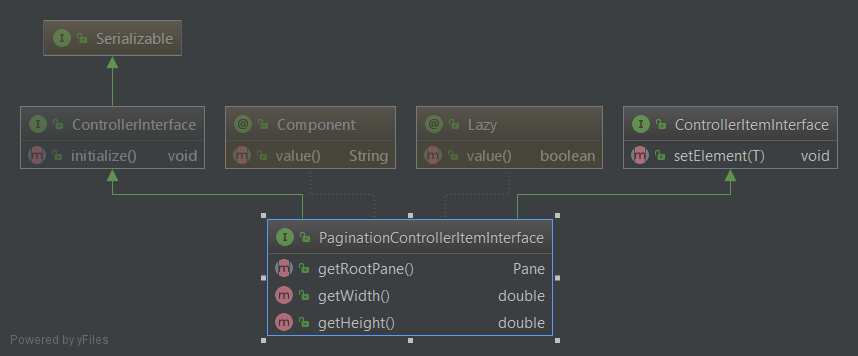 I Serializable
I ControllerInterface
m initialize() void
@ Component
m value() String
@ Lazy
m value() boolean
I ControllerItemInterface
m setElement(T) void
I PaginationControllerItemInterface
m getRootPane() Pane
m getWidth() double
m getHeight() double
Powered by yFiles